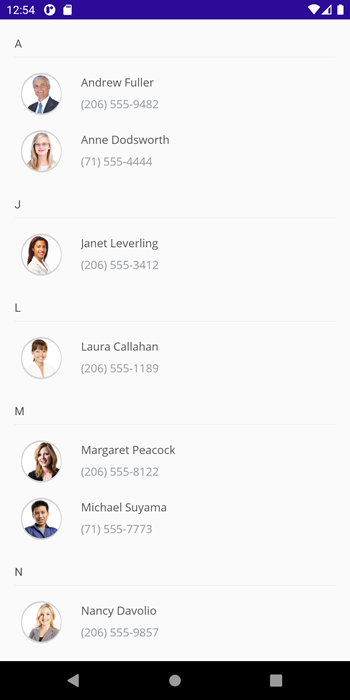 12:54
A
Andrew Fuller
(206) 555-9482
Anne Dodsworth
(71) 555-4444
J
Janet Leverling
(206) 555-3412
L
Laura Callahan
(206) 555-1189
M
Margaret Peacock
(206) 555-8122
Michael Suyama
(71) 555-7773
N
Nancy Davolio
(206) 555-9857